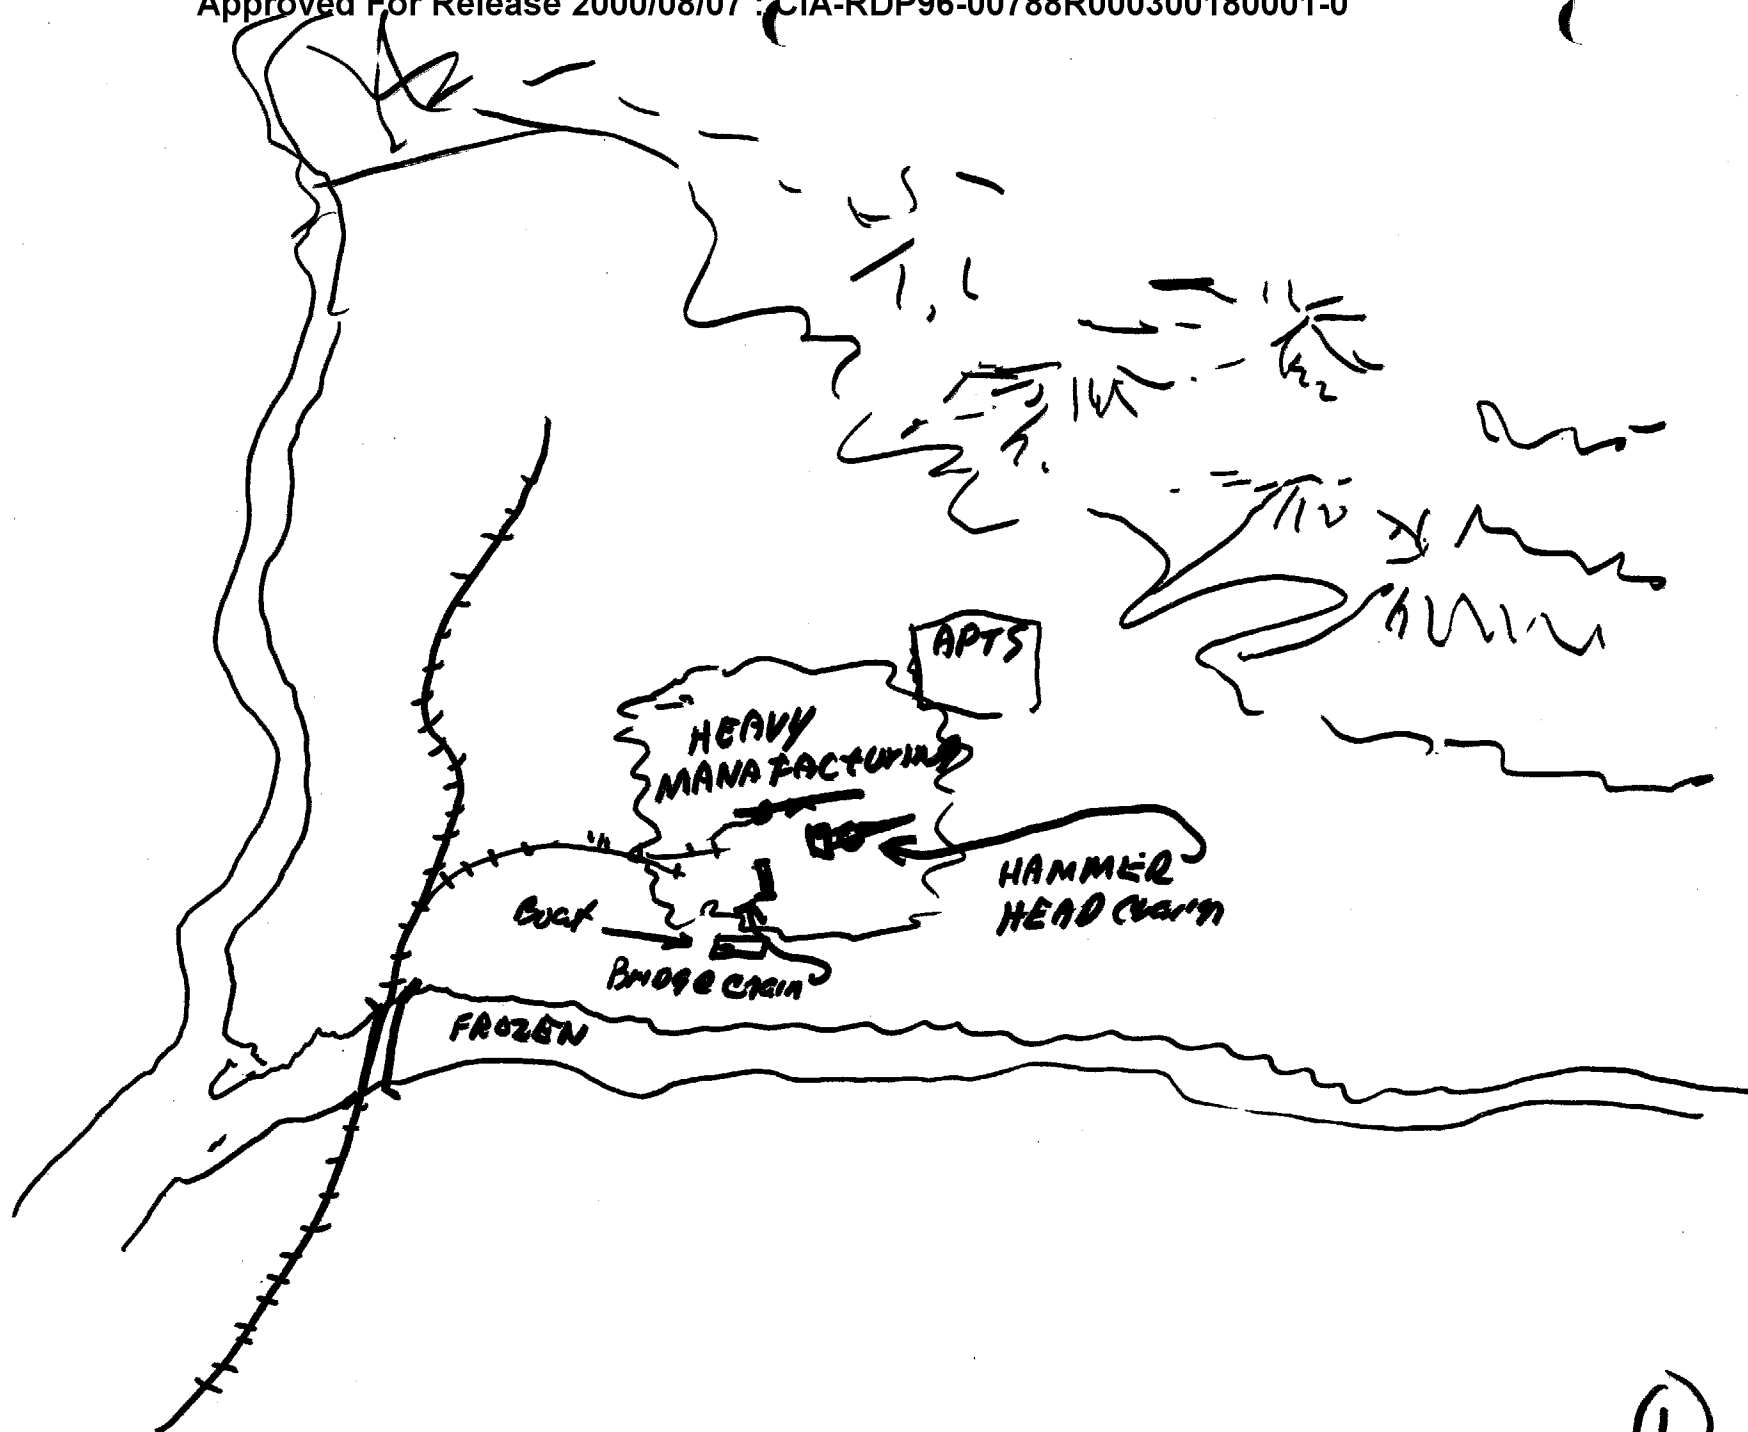 Approved For Release 2000/08/07 : CIA-RDP96-00788R000300180001-0
APTS
HEAVY
MANAFACTURING
HAMMER
HEAD
BRIDGE
FROZEN
1